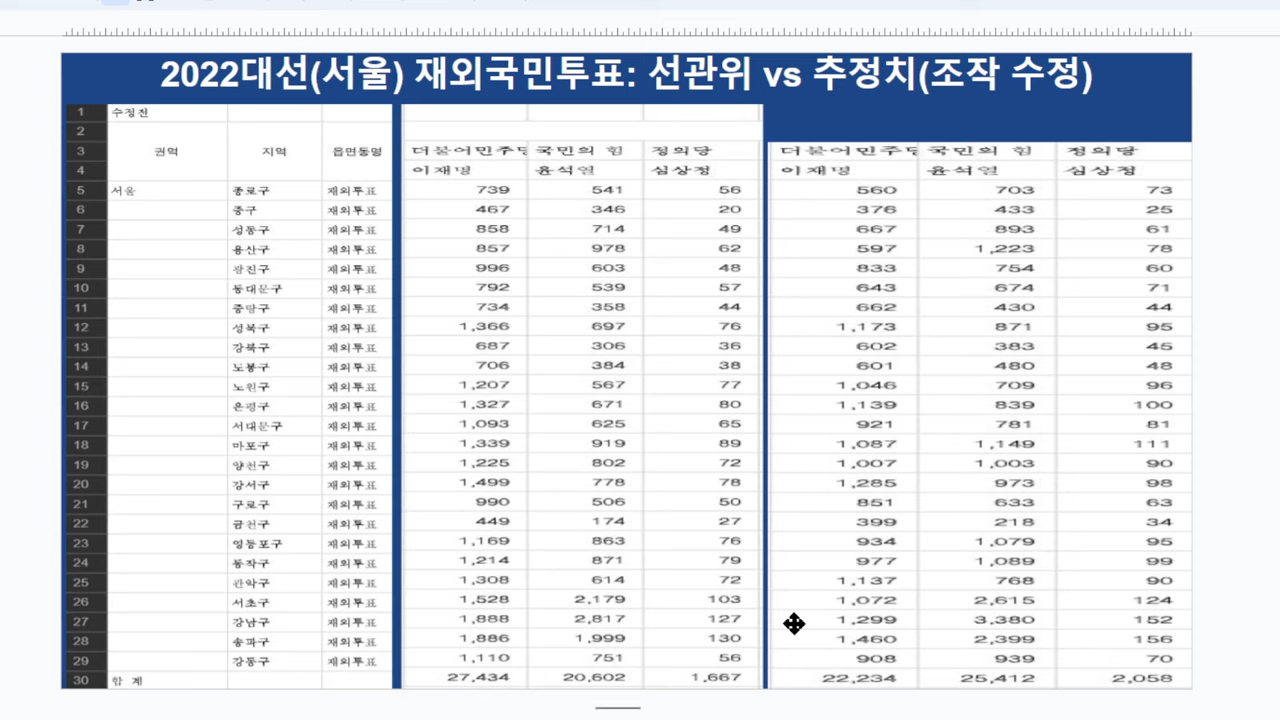 2022대선(서울) 재외국민투표: 선관위 vs 추정치(조작 수정)
1 수정전
2
3 권역 지역 읍면동명 더불어민주당 국민의 힘 정의당 더불어민주당 국민의 힘 정의당
4 이재명 윤석열 심상정 이재명 윤석열 심상정
5 서울 종로구 재외투표 739 541 56 560 703 73
6 중구 재외투표 467 346 20 376 433 25
7 성동구 재외투표 858 714 49 667 893 61
8 용산구 재외투표 857 978 62 597 1,223 78
9 광진구 재외투표 996 603 48 833 754 60
10 동대문구 재외투표 792 539 57 643 674 71
11 중랑구 재외투표 734 358 44 662 430 44
12 성북구 재외투표 1,366 697 76 1,173 871 95
13 강북구 재외투표 687 306 36 602 383 45
14 도봉구 재외투표 706 384 38 601 480 48
15 노원구 재외투표 1,207 567 77 1,046 709 96
16 은평구 재외투표 1,327 671 80 1,139 839 100
17 서대문구 재외투표 1,093 625 65 921 781 81
18 마포구 재외투표 1,339 919 89 1,087 1,149 111
19 양천구 재외투표 1,225 802 72 1,007 1,003 90
20 강서구 재외투표 1,499 778 78 1,285 973 98
21 구로구 재외투표 990 506 50 851 633 63
22 금천구 재외투표 449 174 27 399 218 34
23 영등포구 재외투표 1,169 863 76 934 1,079 95
24 동작구 재외투표 1,214 871 79 977 1,089 99
25 관악구 재외투표 1,308 614 72 1,137 768 90
26 서초구 재외투표 1,528 2,179 103 1,072 2,615 124
27 강남구 재외투표 1,888 2,817 127 1,299 3,380 152
28 송파구 재외투표 1,886 1,999 130 1,460 2,399 156
29 강동구 재외투표 1,110 751 56 908 939 70
30 합 계 27,434 20,602 1,667 22,234 25,412 2,058